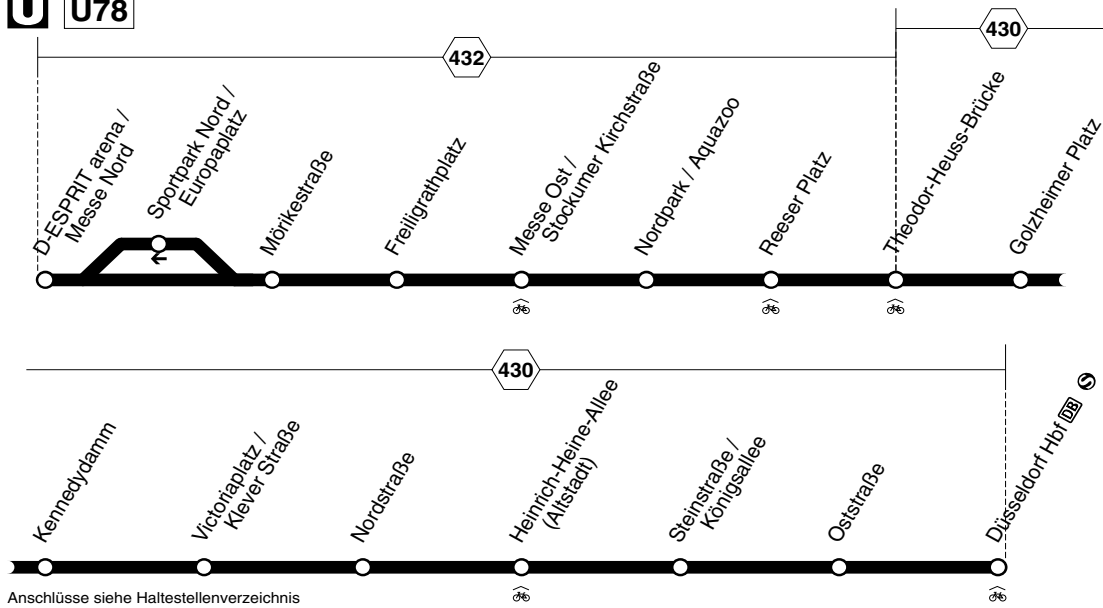 U U78
432
430
D-ESPRIT arena /
Messe Nord
Sportpark Nord /
Europaplatz
Mörikestraße
Freiligrathplatz
Messe Ost /
Stockumer Kirchstraße
Nordpark / Aquazoo
Reeser Platz
Theodor-Heuss-Brücke
Golzheimer Platz
430
Kennedydamm
Victoriaplatz /
Klever Straße
Nordstraße
Heinrich-Heine-Allee
(Altstadt)
Steinstraße /
Königsallee
Oststraße
Düsseldorf Hbf DB S
Anschlüsse siehe Haltestellenverzeichnis